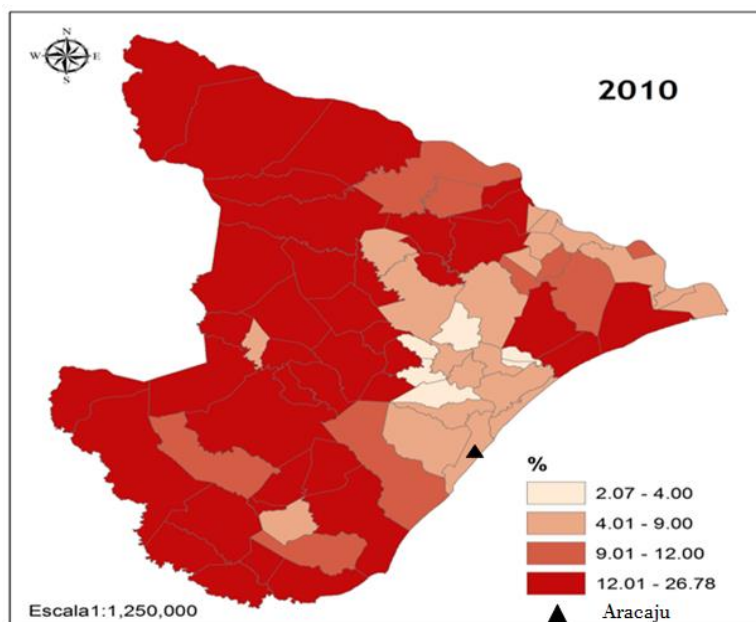 N
W E
S
2010
%
2.07 - 4.00
4.01 - 9.00
9.01 - 12.00
12.01 - 26.78
Aracaju
Escala1:1,250,000